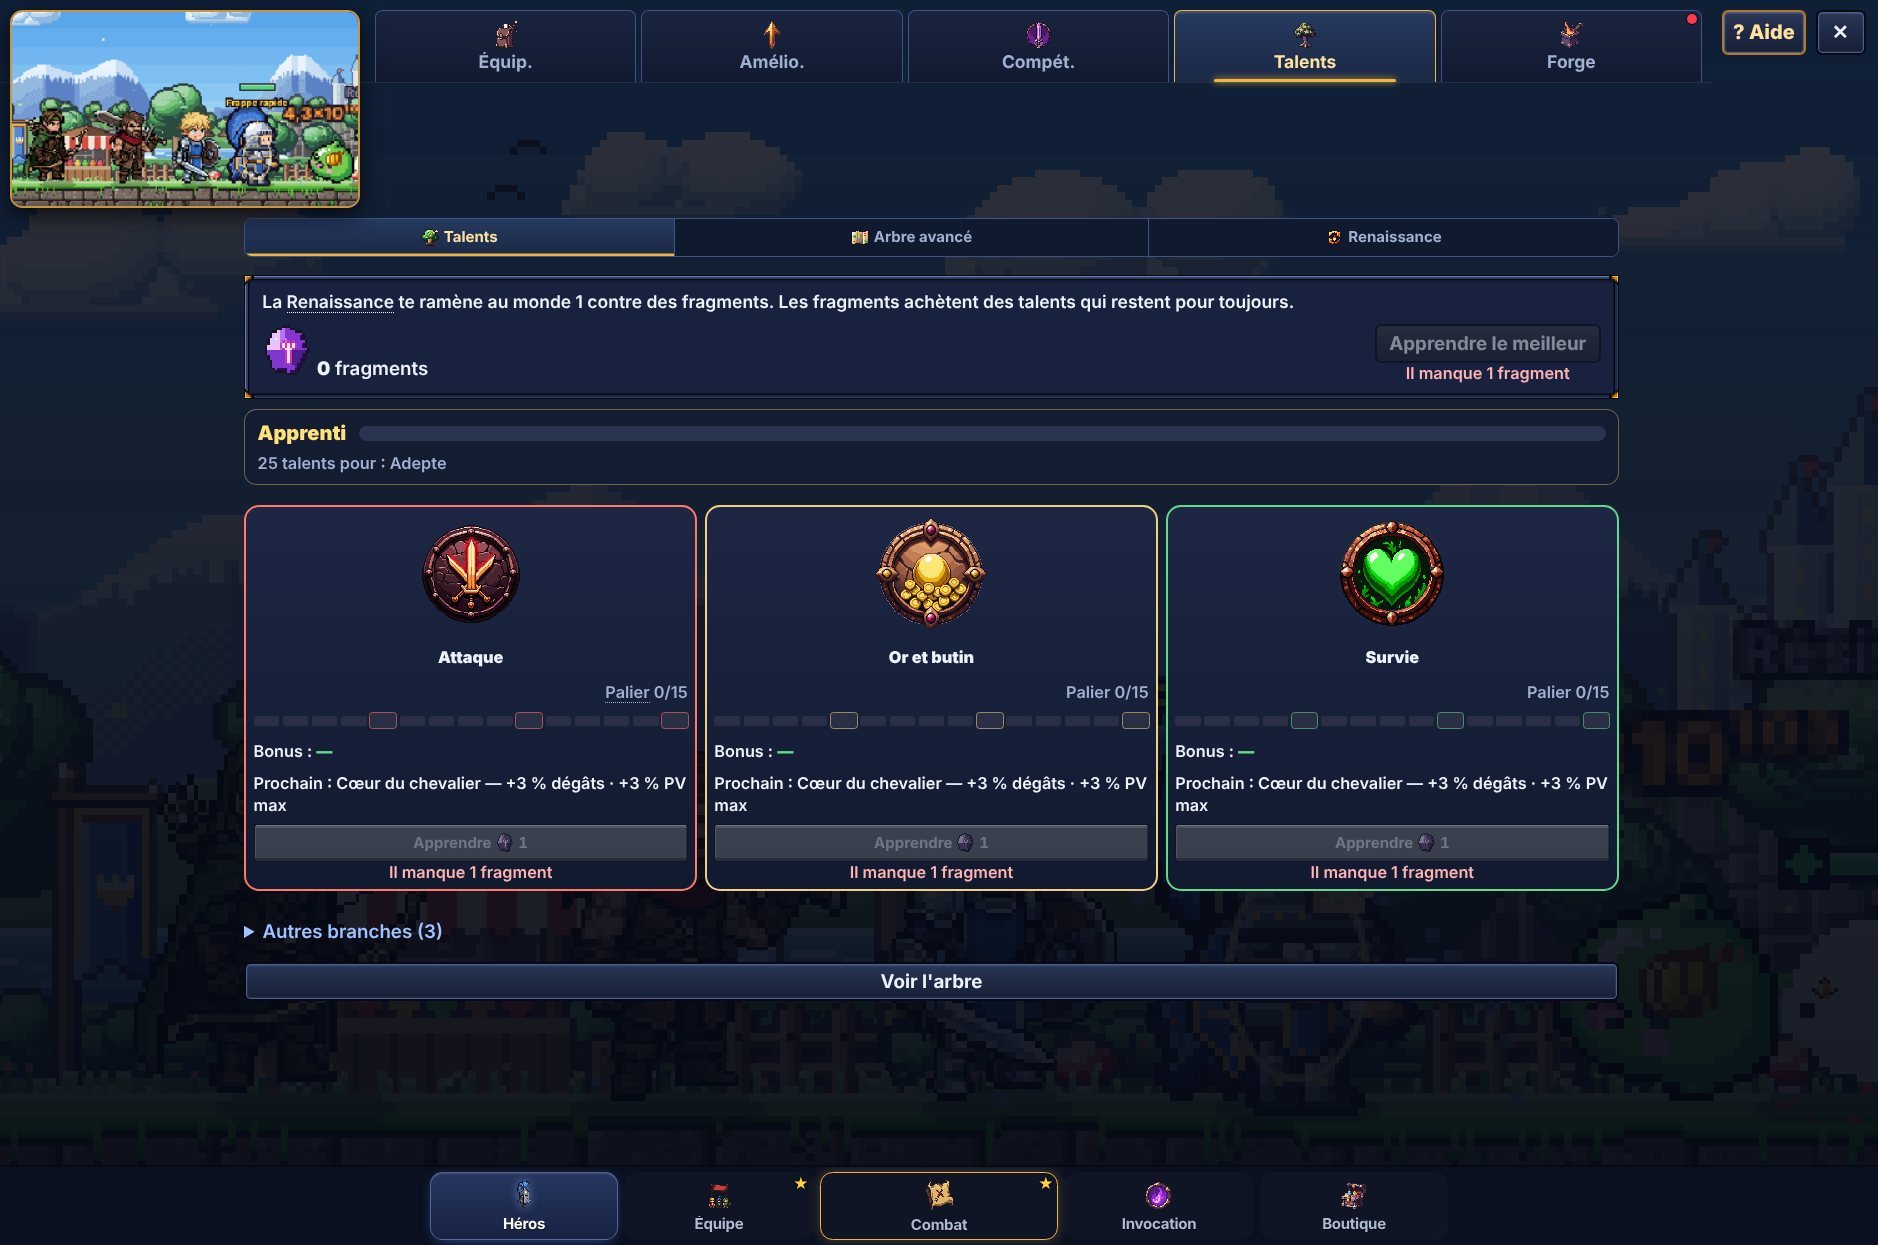 Équip.
Amélio.
Compét.
Talents
Forge
? Aide
×
Frappe rapide
Talents
Arbre avancé
Renaissance
La Renaissance te ramène au monde 1 contre des fragments. Les fragments achètent des talents qui restent pour toujours.
0 fragments
Apprendre le meilleur
Il manque 1 fragment
Apprenti
25 talents pour : Adepte
Attaque
Palier 0/15
Bonus : —
Prochain : Cœur du chevalier — +3 % dégâts · +3 % PV
max
Apprendre 1
Il manque 1 fragment
Or et butin
Palier 0/15
Bonus : —
Prochain : Cœur du chevalier — +3 % dégâts · +3 % PV
max
Apprendre 1
Il manque 1 fragment
Survie
Palier 0/15
Bonus : —
Prochain : Cœur du chevalier — +3 % dégâts · +3 % PV
max
Apprendre 1
Il manque 1 fragment
Autres branches (3)
Voir l'arbre
Héros
Équipe
Combat
Invocation
Boutique